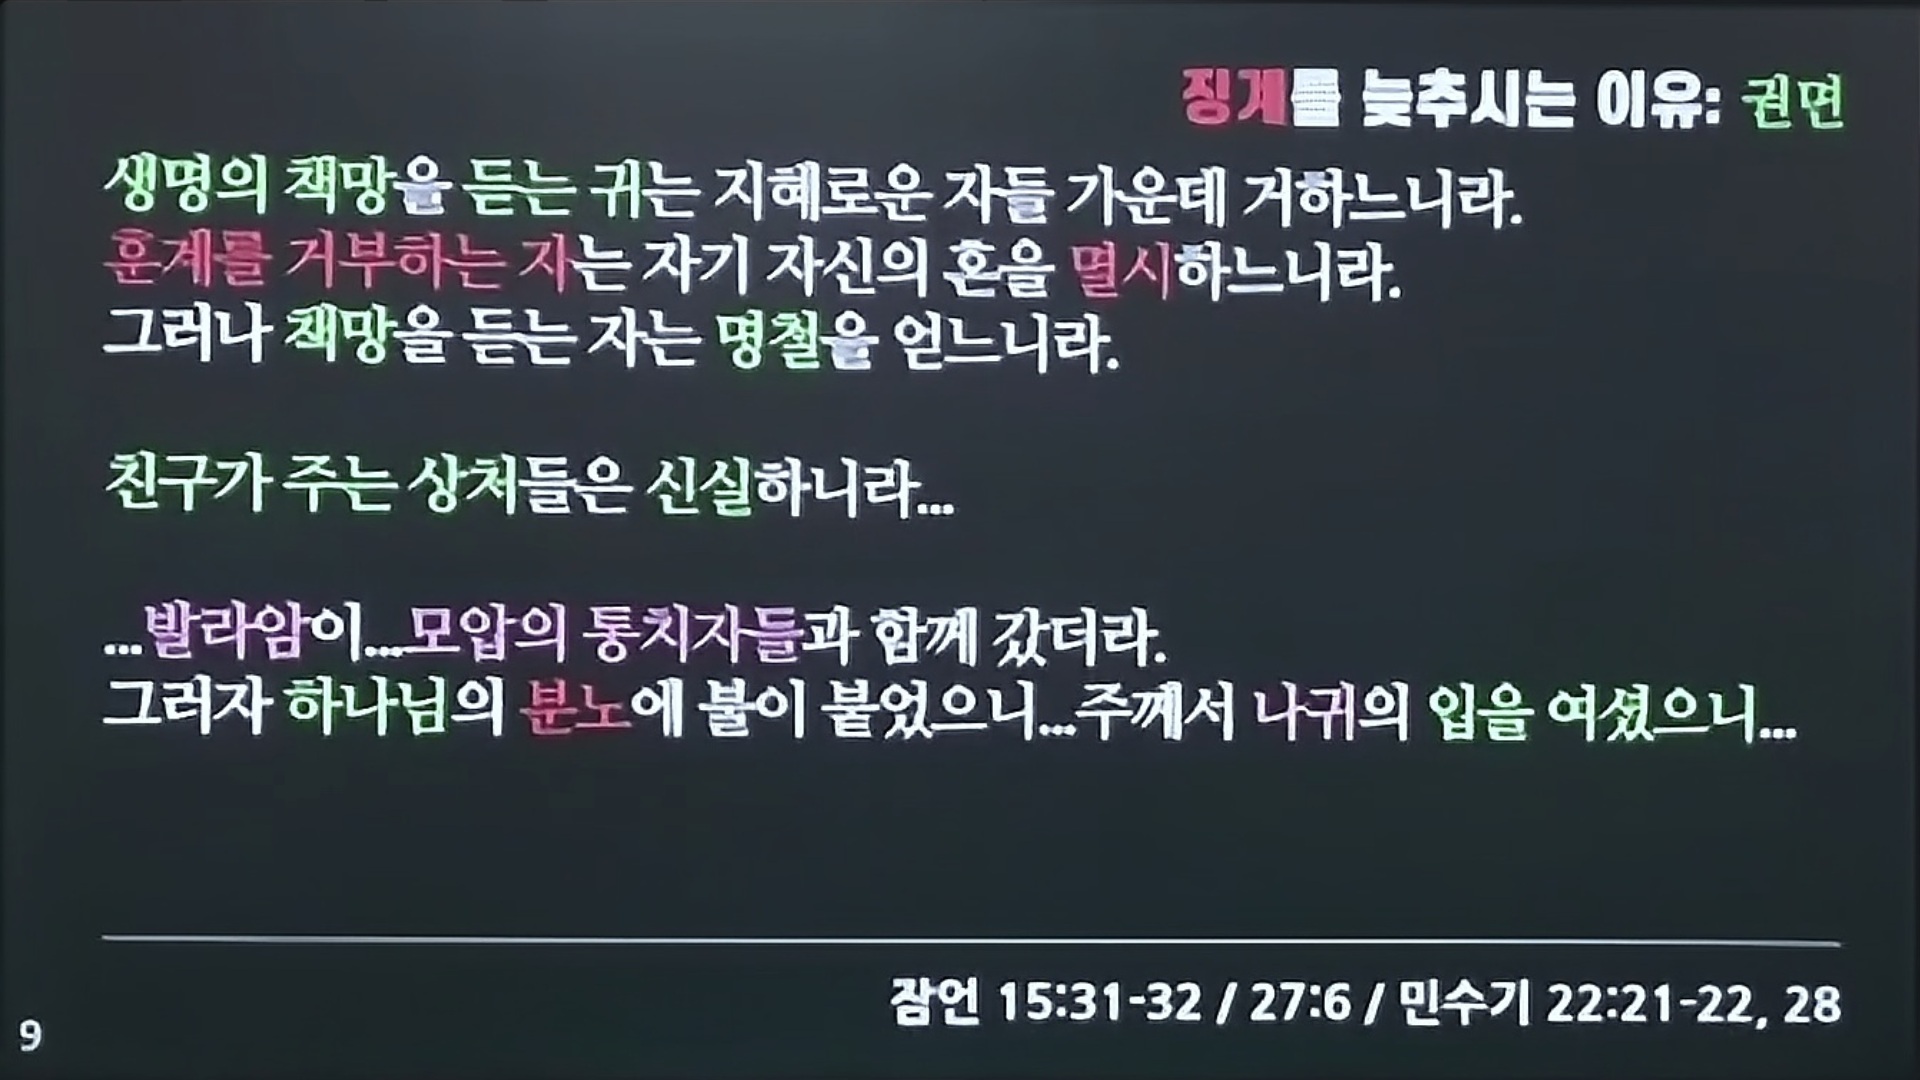 징계를 늦추시는 이유: 권면
생명의 책망을 듣는 귀는 지혜로운 자들 가운데 거하느니라.
훈계를 거부하는 자는 자기 자신의 혼을 멸시하느니라.
그러나 책망을 듣는 자는 명철을 얻느니라.
친구가 주는 상처들은 신실하니라...
...발라암이...모압의 통치자들과 함께 갔더라.
그러자 하나님의 분노에 불이 붙었으니...주께서 나귀의 입을 여셨으니...
잠언 15:31-32 / 27:6 / 민수기 22:21-22, 28
9